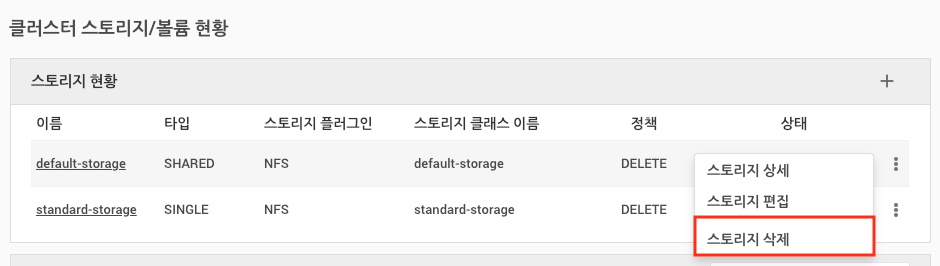 클러스터 스토리지/볼륨 현황
스토리지 현황
이름 타입 스토리지 플러그인 스토리지 클래스 이름 정책 상태
default-storage SHARED NFS default-storage DELETE
스토리지 상세
스토리지 편집
standard-storage SINGLE NFS standard-storage DELETE
스토리지 삭제